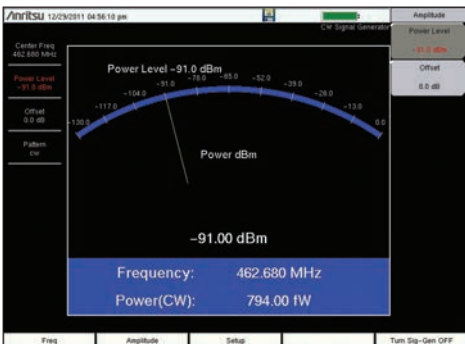 Anritsu 12/29/2011 04:56:10 pm
CW Signal Generator
Amplitude
Center Freq
462.680 MHz
Power Level
-91.0 dBm
Offset
0.0 dB
Pattern
CW
Power Level -91.0 dBm
-130.0
-117.0
-104.0
-91.0
-78.0
-65.0
-52.0
-39.0
-26.0
-13.0
0.0
Power dBm
-91.00 dBm
Frequency: 462.680 MHz
Power(CW): 794.00 fW
Power Level
-91.0 dBm
Offset
0.0 dB
Freq
Amplitude
Setup
Turn Sig-Gen OFF